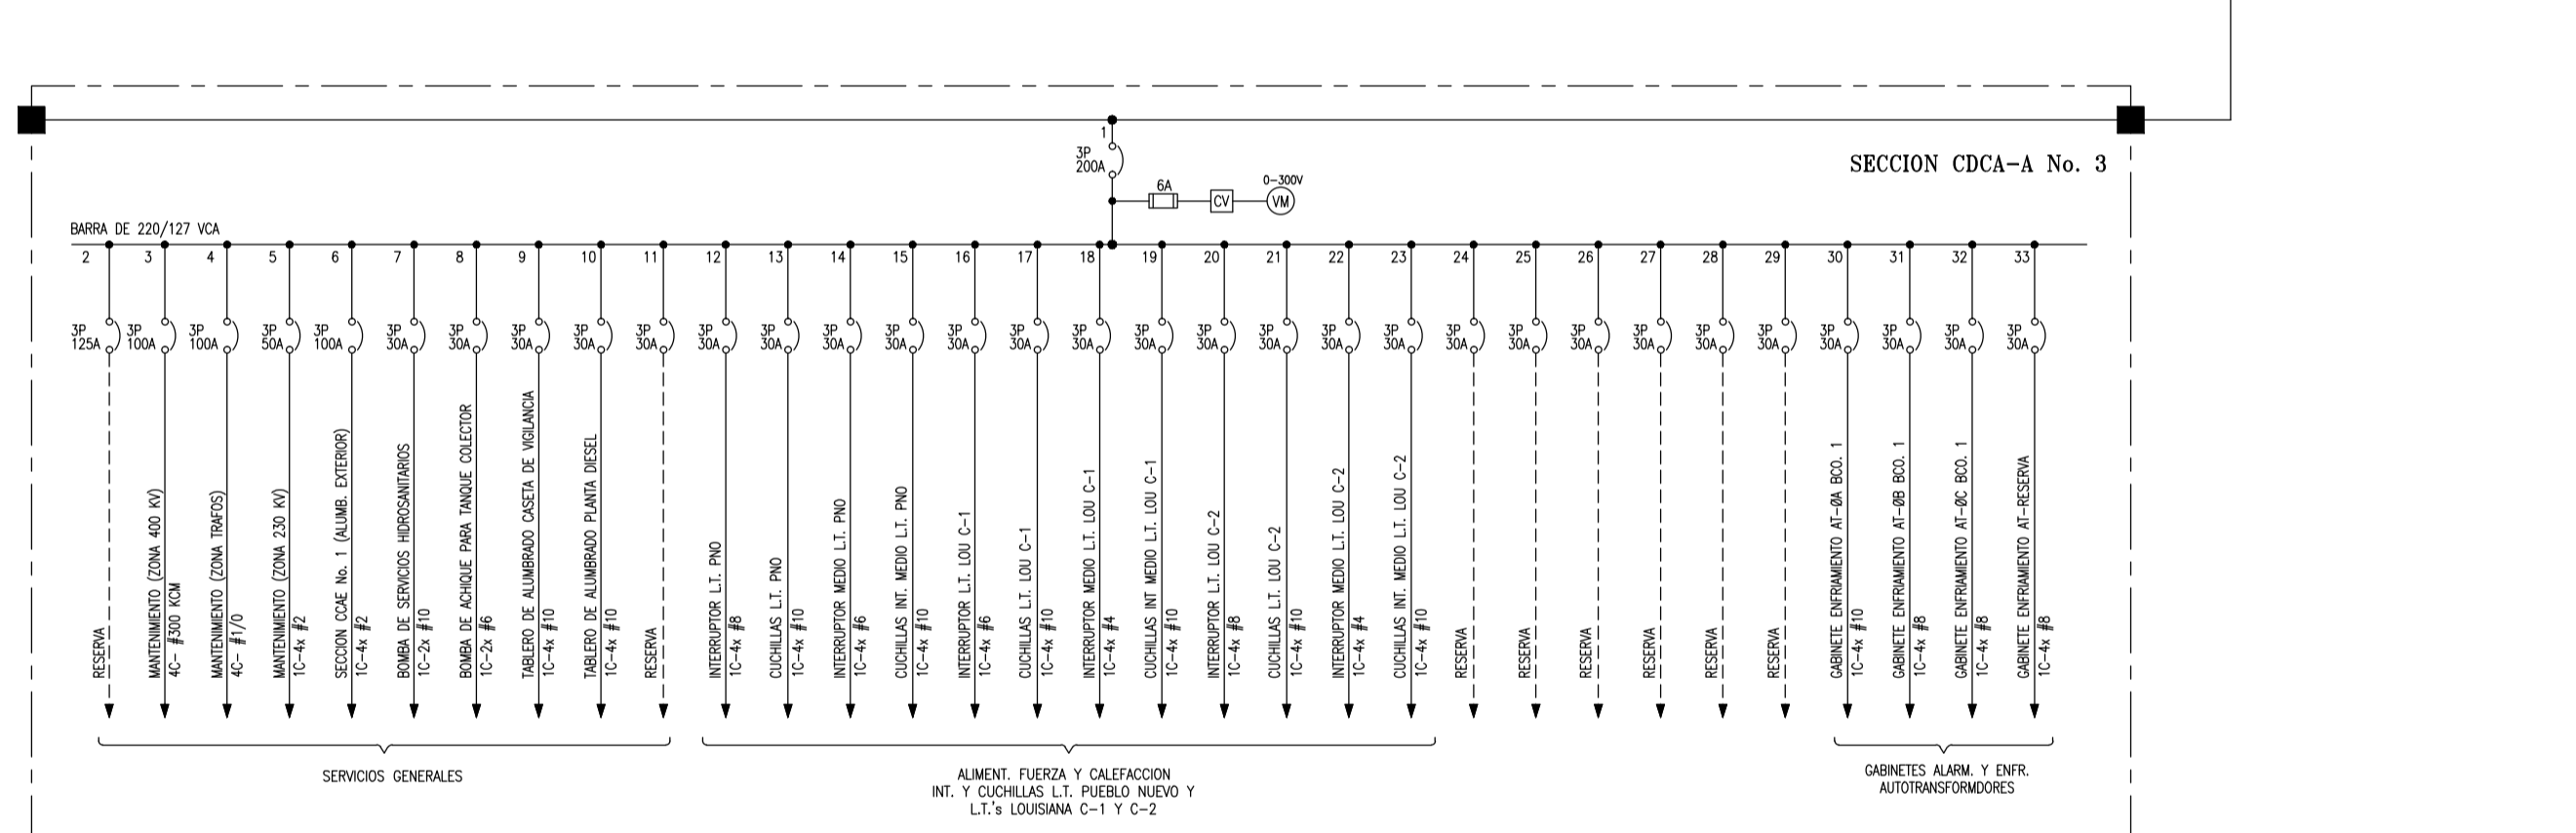 1
3P
200A
SECCION CDCA-A No. 3
6A
CV
0-300V
VM
BARRA DE 220/127 VCA
2
3P
125A
RESERVA
3
3P
100A
MANTENIMIENTO (ZONA 400 KV)
4C- #300 KCM
4
3P
100A
MANTENIMIENTO (ZONA TRAFOS)
4C- #1/0
5
3P
50A
MANTENIMIENTO (ZONA 230 KV)
1C-4x #2
6
3P
100A
SECCION CCAE No. 1 (ALUMB. EXTERIOR)
1C-4x #2
7
3P
30A
BOMBA DE SERVICIOS HIDROSANITARIOS
1C-2x #10
8
3P
30A
BOMBA DE ACHIQUE PARA TANQUE COLECTOR
1C-2x #6
9
3P
30A
TABLERO DE ALUMBRADO CASETA DE VIGILANCIA
1C-4x #10
10
3P
30A
TABLERO DE ALUMBRADO PLANTA DIESEL
1C-4x #10
11
3P
30A
RESERVA
12
3P
30A
INTERRUPTOR L.T. PNO
1C-4x #8
13
3P
30A
CUCHILLAS L.T. PNO
1C-4x #10
14
3P
30A
INTERRUPTOR MEDIO L.T. PNO
1C-4x #6
15
3P
30A
CUCHILLAS INT. MEDIO L.T. PNO
1C-4x #10
16
3P
30A
INTERRUPTOR L.T. LOU C-1
1C-4x #6
17
3P
30A
CUCHILLAS L.T. LOU C-1
1C-4x #10
18
3P
30A
INTERRUPTOR MEDIO L.T. LOU C-1
1C-4x #4
19
3P
30A
CUCHILLAS INT MEDIO L.T. LOU C-1
1C-4x #10
20
3P
30A
INTERRUPTOR L.T. LOU C-2
1C-4x #8
21
3P
30A
CUCHILLAS L.T. LOU C-2
1C-4x #10
22
3P
30A
INTERRUPTOR MEDIO L.T. LOU C-2
1C-4x #4
23
3P
30A
CUCHILLAS INT. MEDIO L.T. LOU C-2
1C-4x #10
24
3P
30A
RESERVA
25
3P
30A
RESERVA
26
3P
30A
RESERVA
27
3P
30A
RESERVA
28
3P
30A
RESERVA
29
3P
30A
RESERVA
30
3P
30A
GABINETE ENFRIAMIENTO AT-ØA BCO. 1
1C-4x #10
31
3P
30A
GABINETE ENFRIAMIENTO AT-ØB BCO. 1
1C-4x #8
32
3P
30A
GABINETE ENFRIAMIENTO AT-ØC BCO. 1
1C-4x #8
33
3P
30A
GABINETE ENFRIAMIENTO AT-RESERVA
1C-4x #8
SERVICIOS GENERALES
ALIMENT. FUERZA Y CALEFACCION
INT. Y CUCHILLAS L.T. PUEBLO NUEVO Y
L.T.'s LOUISIANA C-1 Y C-2
GABINETES ALARM. Y ENFR.
AUTOTRANSFORMDORES